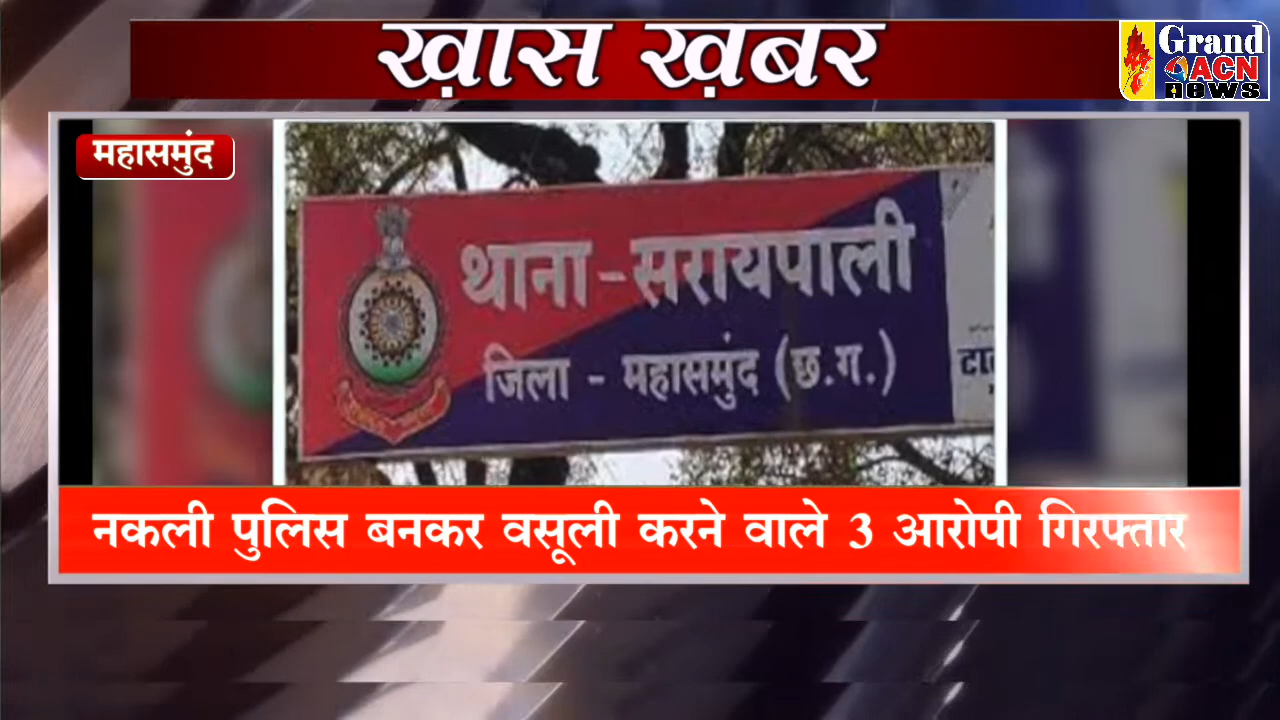 ख़ास ख़बर
Grand
ACN
news
महासमुंद
थाना - सरायपाली
जिला - महासमुंद (छ.ग.)
नकली पुलिस बनकर वसूली करने वाले 3 आरोपी गिरफ्तार